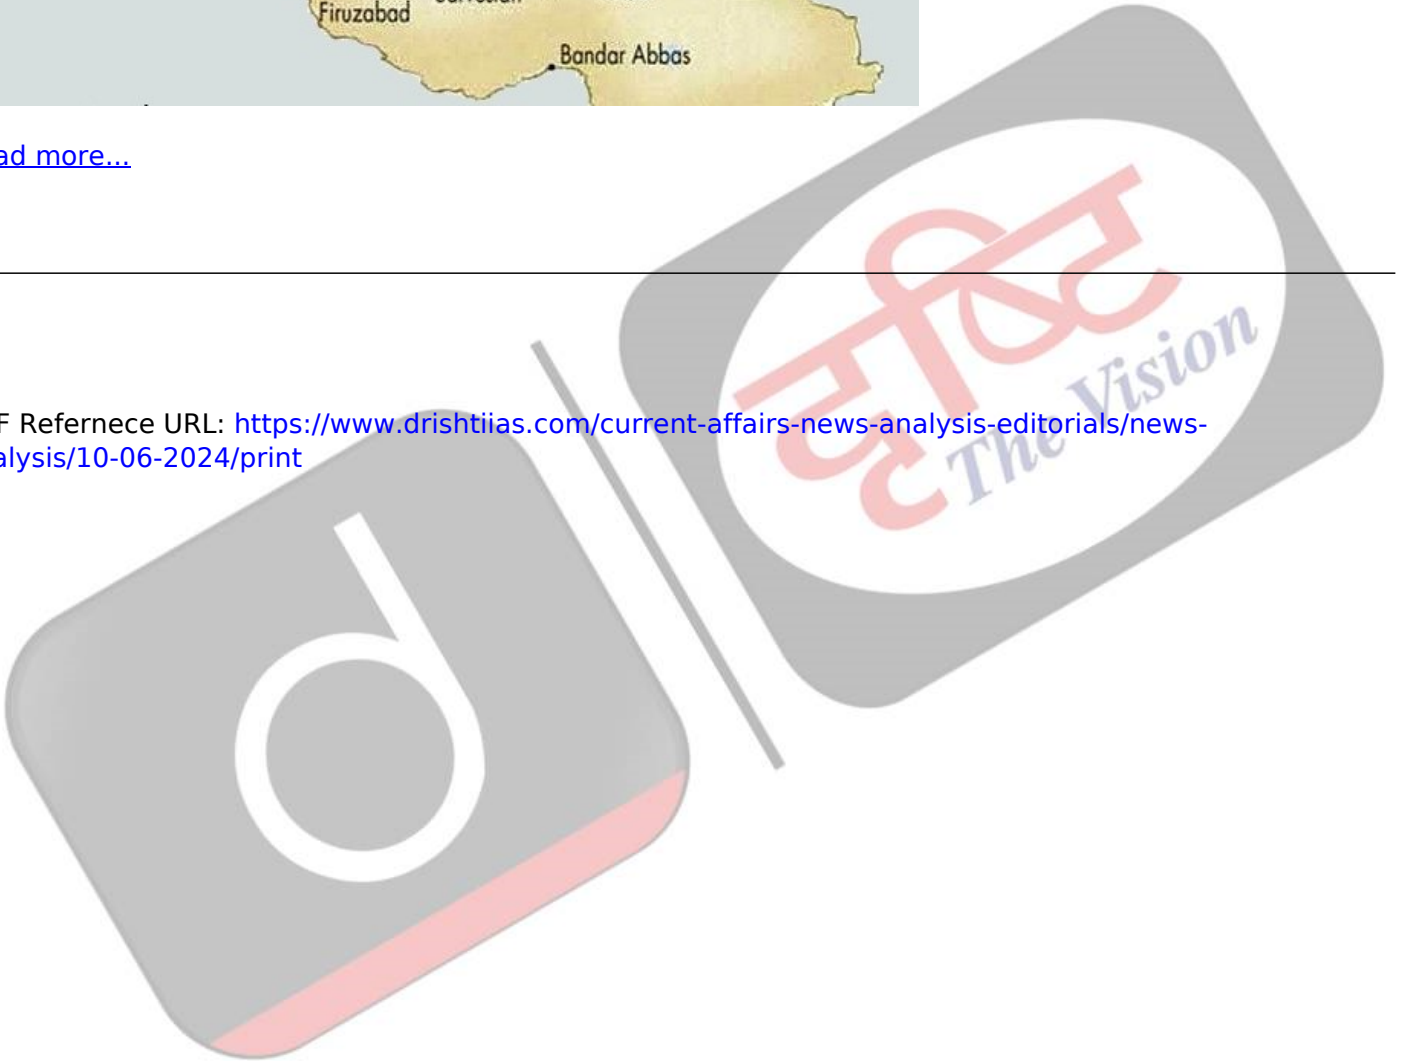 Firuzabad
Bandar Abbas
ad more...
F Refernece URL: https://www.drishtiias.com/current-affairs-news-analysis-editorials/news-
alysis/10-06-2024/print
दृष्टि
The Vision
d